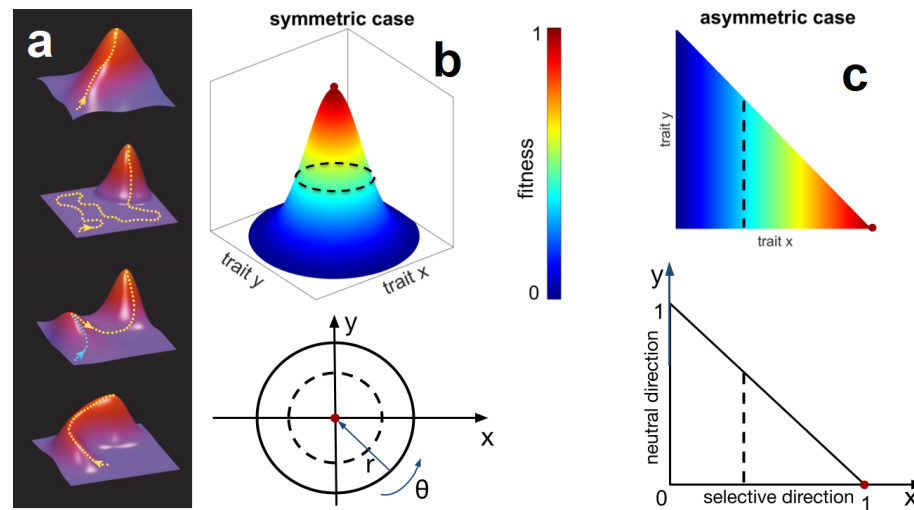 a
symmetric case
b
trait y
trait x
fitness
1
0
asymmetric case
c
trait y
trait x
y
x
r
θ
y
1
neutral direction
0
selective direction
1
x